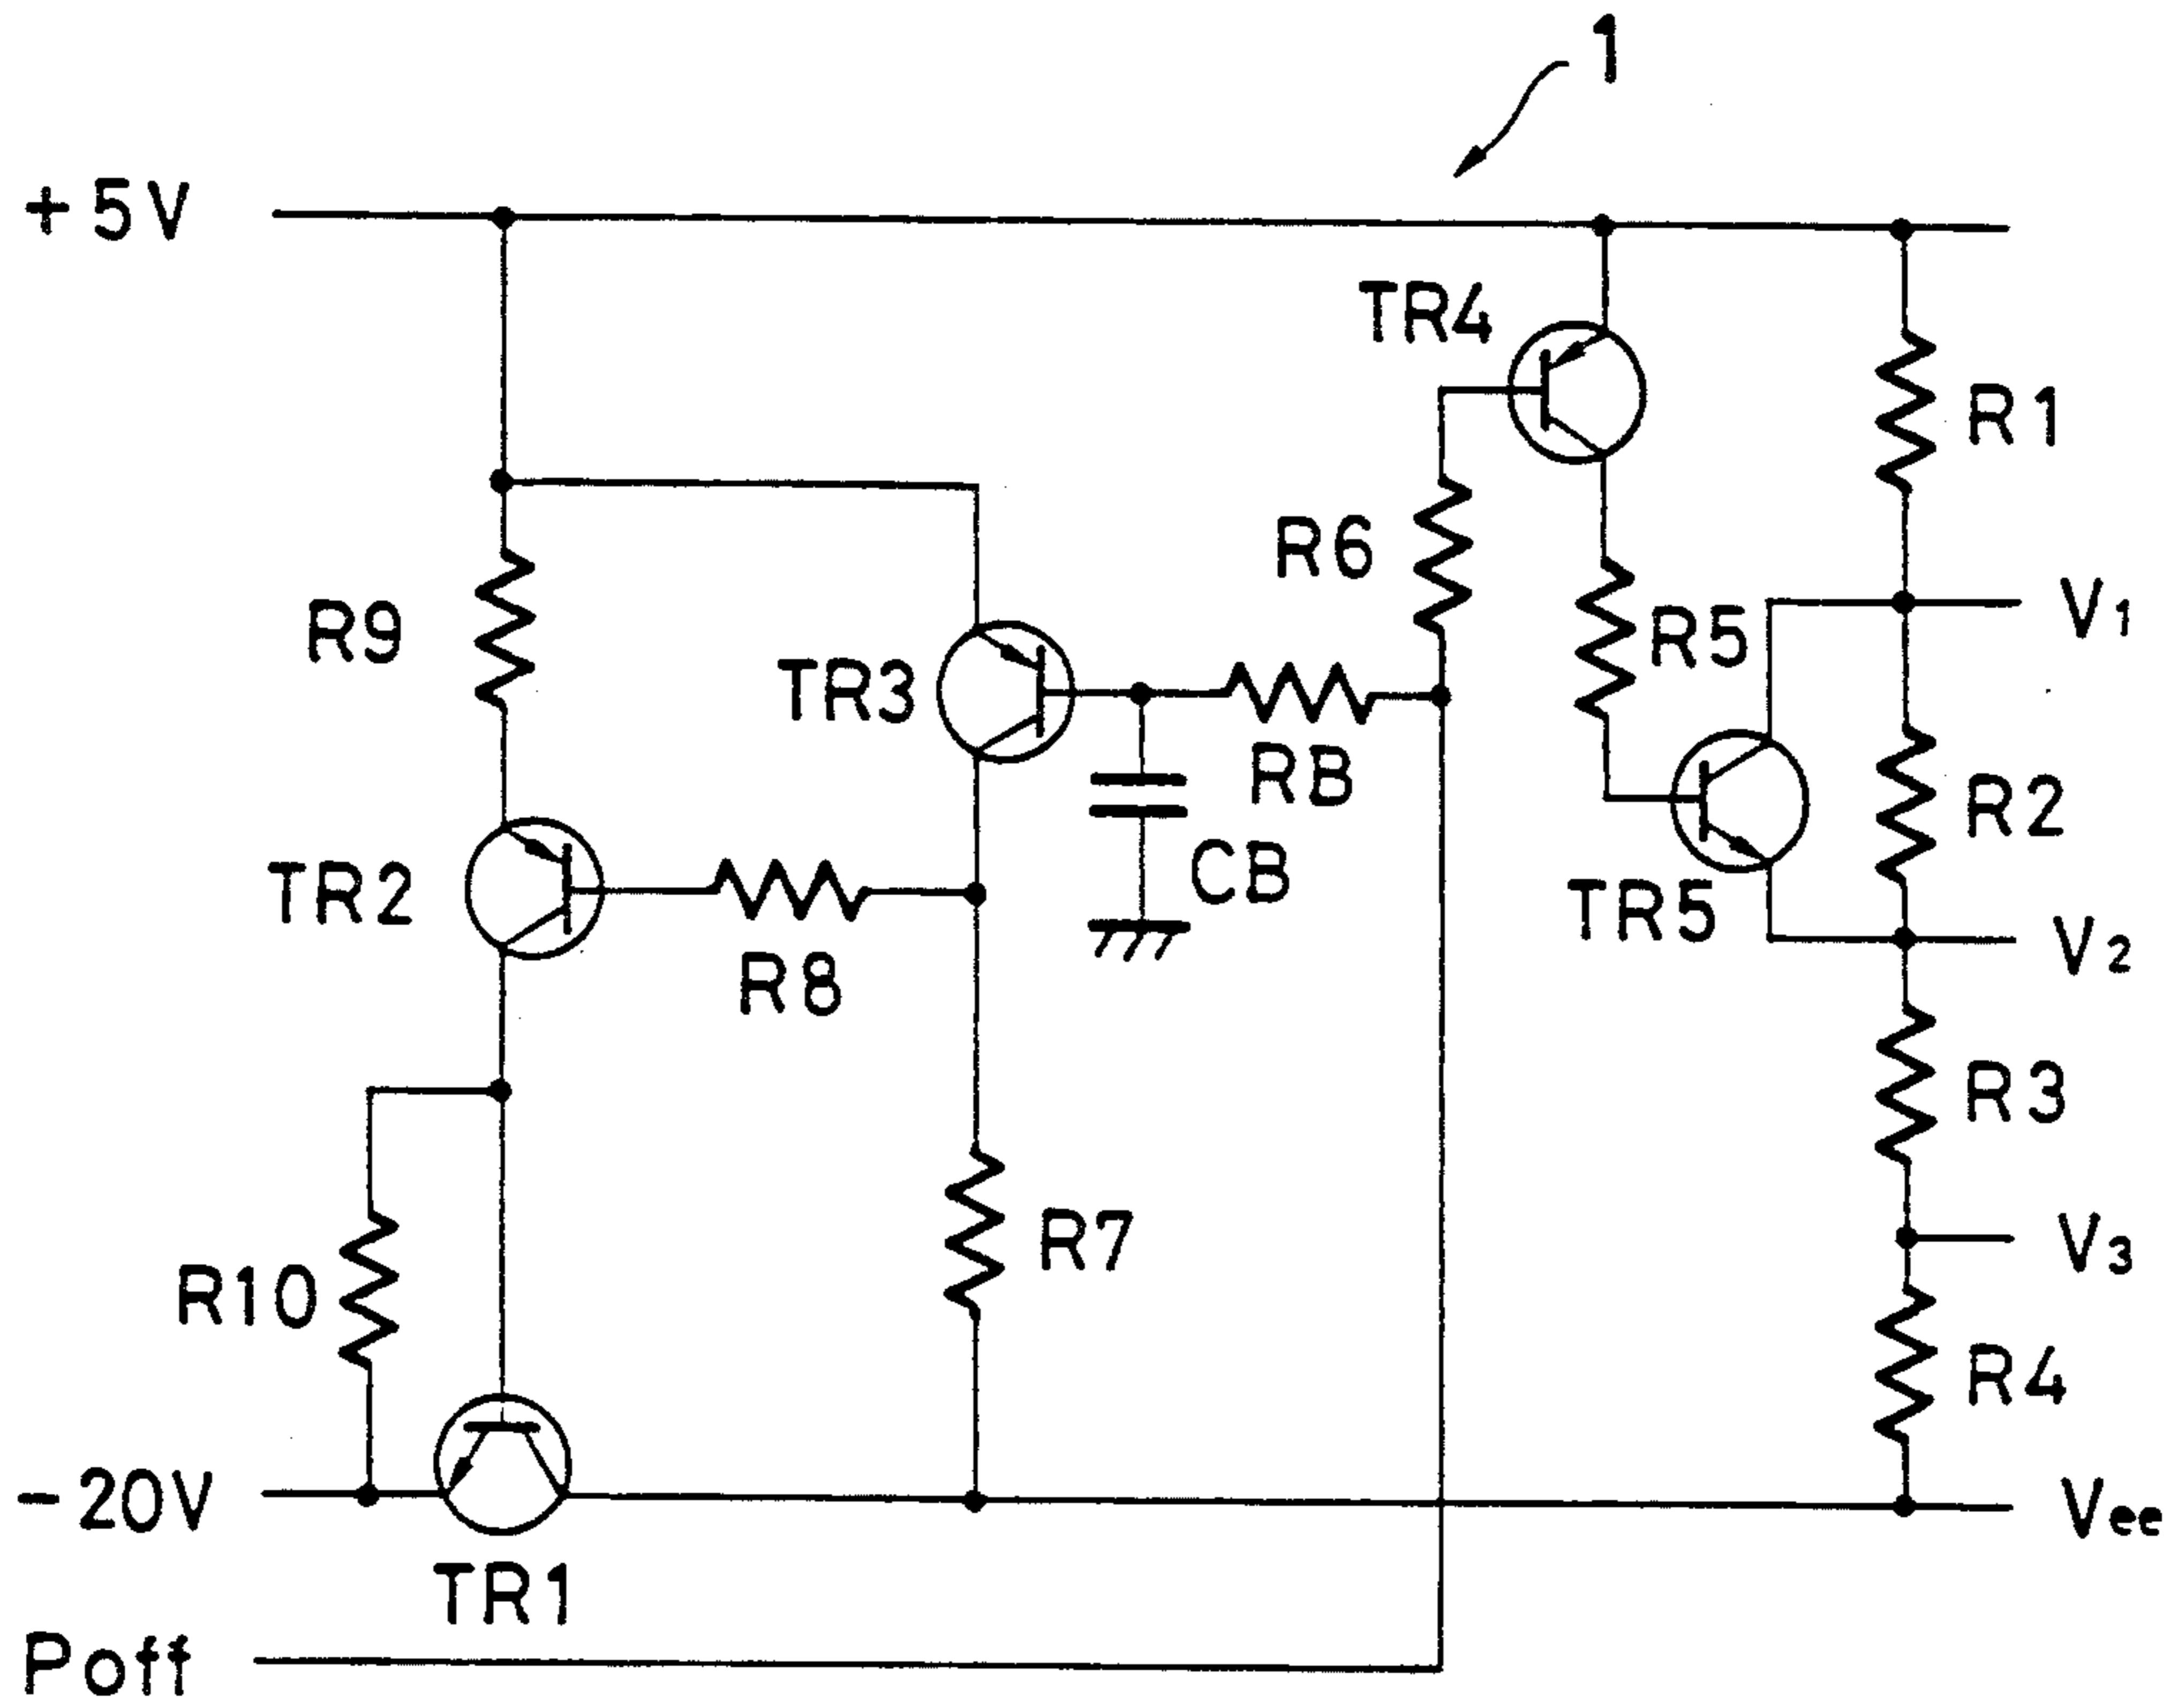 1
+5V
TR4
R1
R6
R9
R5
V1
TR3
RB
R2
TR2
CB
TR5
V2
R8
R3
R7
V3
R10
R4
-20V
Vee
TR1
Poff